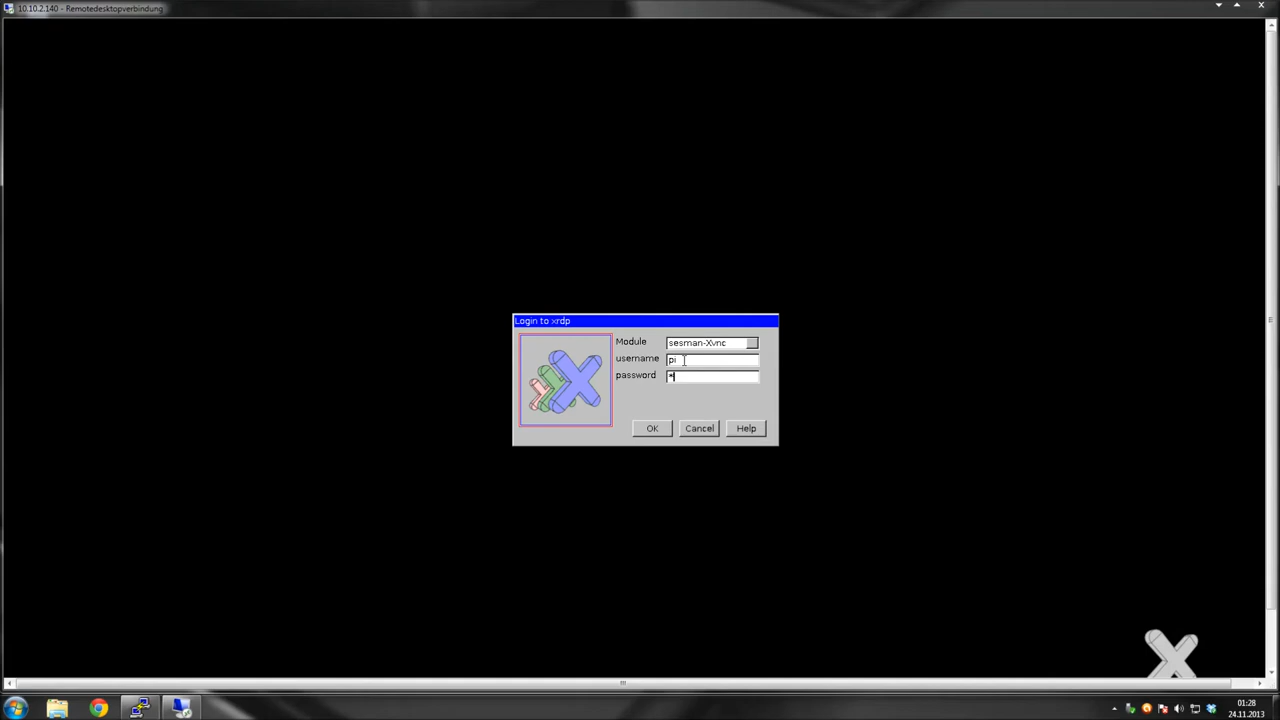 10.10.2.140 - Remotedesktopverbindung
Login to xrdp
Module sesman-Xvnc
username pi
password *
OK Cancel Help
01:28
24.11.2013